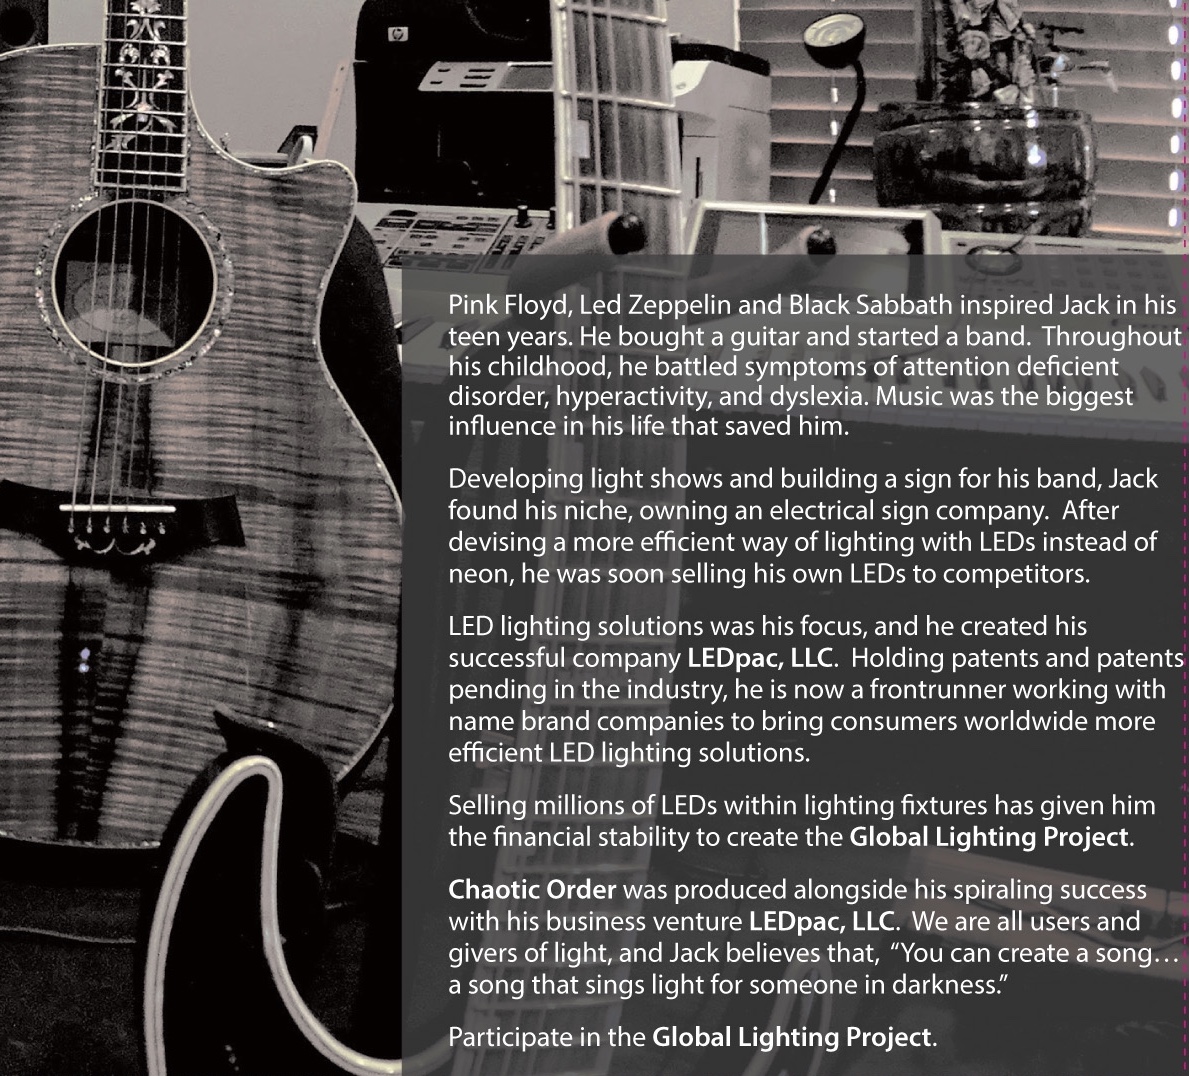 hp
Pink Floyd, Led Zeppelin and Black Sabbath inspired Jack in his
teen years. He bought a guitar and started a band.  Throughout
his childhood, he battled symptoms of attention deficient
disorder, hyperactivity, and dyslexia. Music was the biggest
influence in his life that saved him.
Developing light shows and building a sign for his band, Jack
found his niche, owning an electrical sign company.  After
devising a more efficient way of lighting with LEDs instead of
neon, he was soon selling his own LEDs to competitors.
LED lighting solutions was his focus, and he created his
successful company LEDpac, LLC.  Holding patents and patents
pending in the industry, he is now a frontrunner working with
name brand companies to bring consumers worldwide more
efficient LED lighting solutions.
Selling millions of LEDs within lighting fixtures has given him
the financial stability to create the Global Lighting Project.
Chaotic Order was produced alongside his spiraling success
with his business venture LEDpac, LLC.  We are all users and
givers of light, and Jack believes that, “You can create a song…
a song that sings light for someone in darkness.”
Participate in the Global Lighting Project.